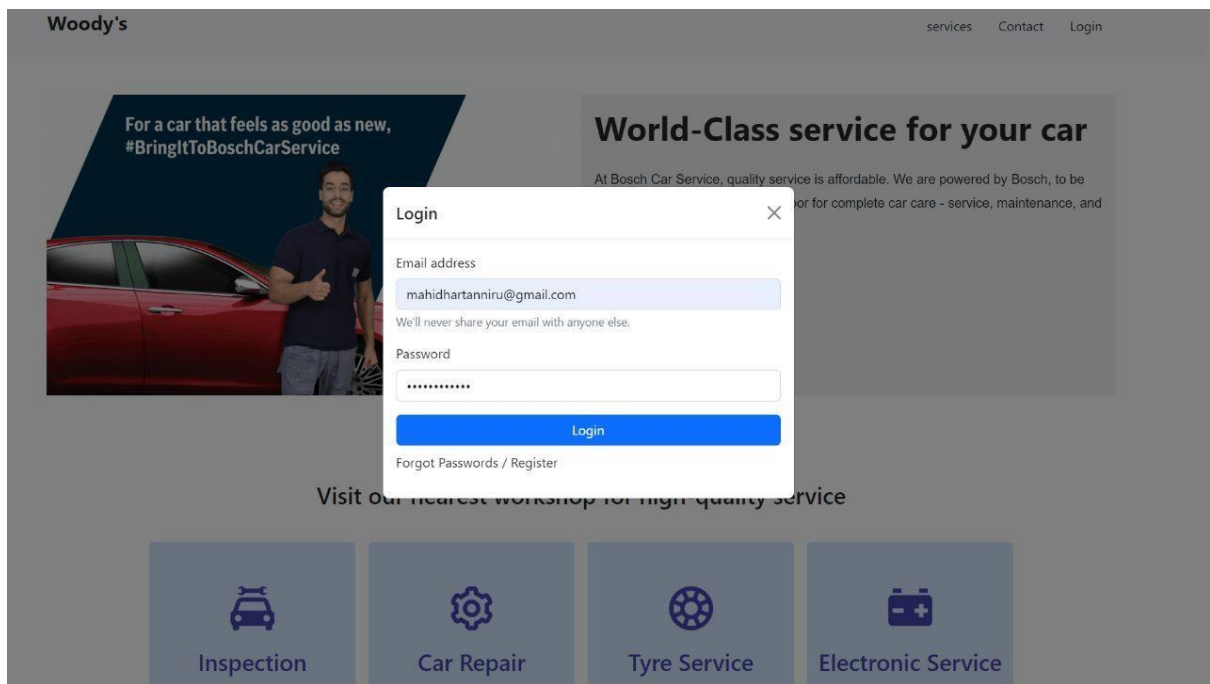 Woody's
services Contact Login
For a car that feels as good as new,
#BringItToBoschCarService
World-Class service for your car
At Bosch Car Service, quality service is affordable. We are powered by Bosch, to be
for complete car care - service, maintenance, and
Login
Email address
mahidhartanniru@gmail.com
We'll never share your email with anyone else.
Password
••••••••••••
Login
Forgot Passwords / Register
Visit our nearest workshop for high-quality service
Inspection
Car Repair
Tyre Service
Electronic Service